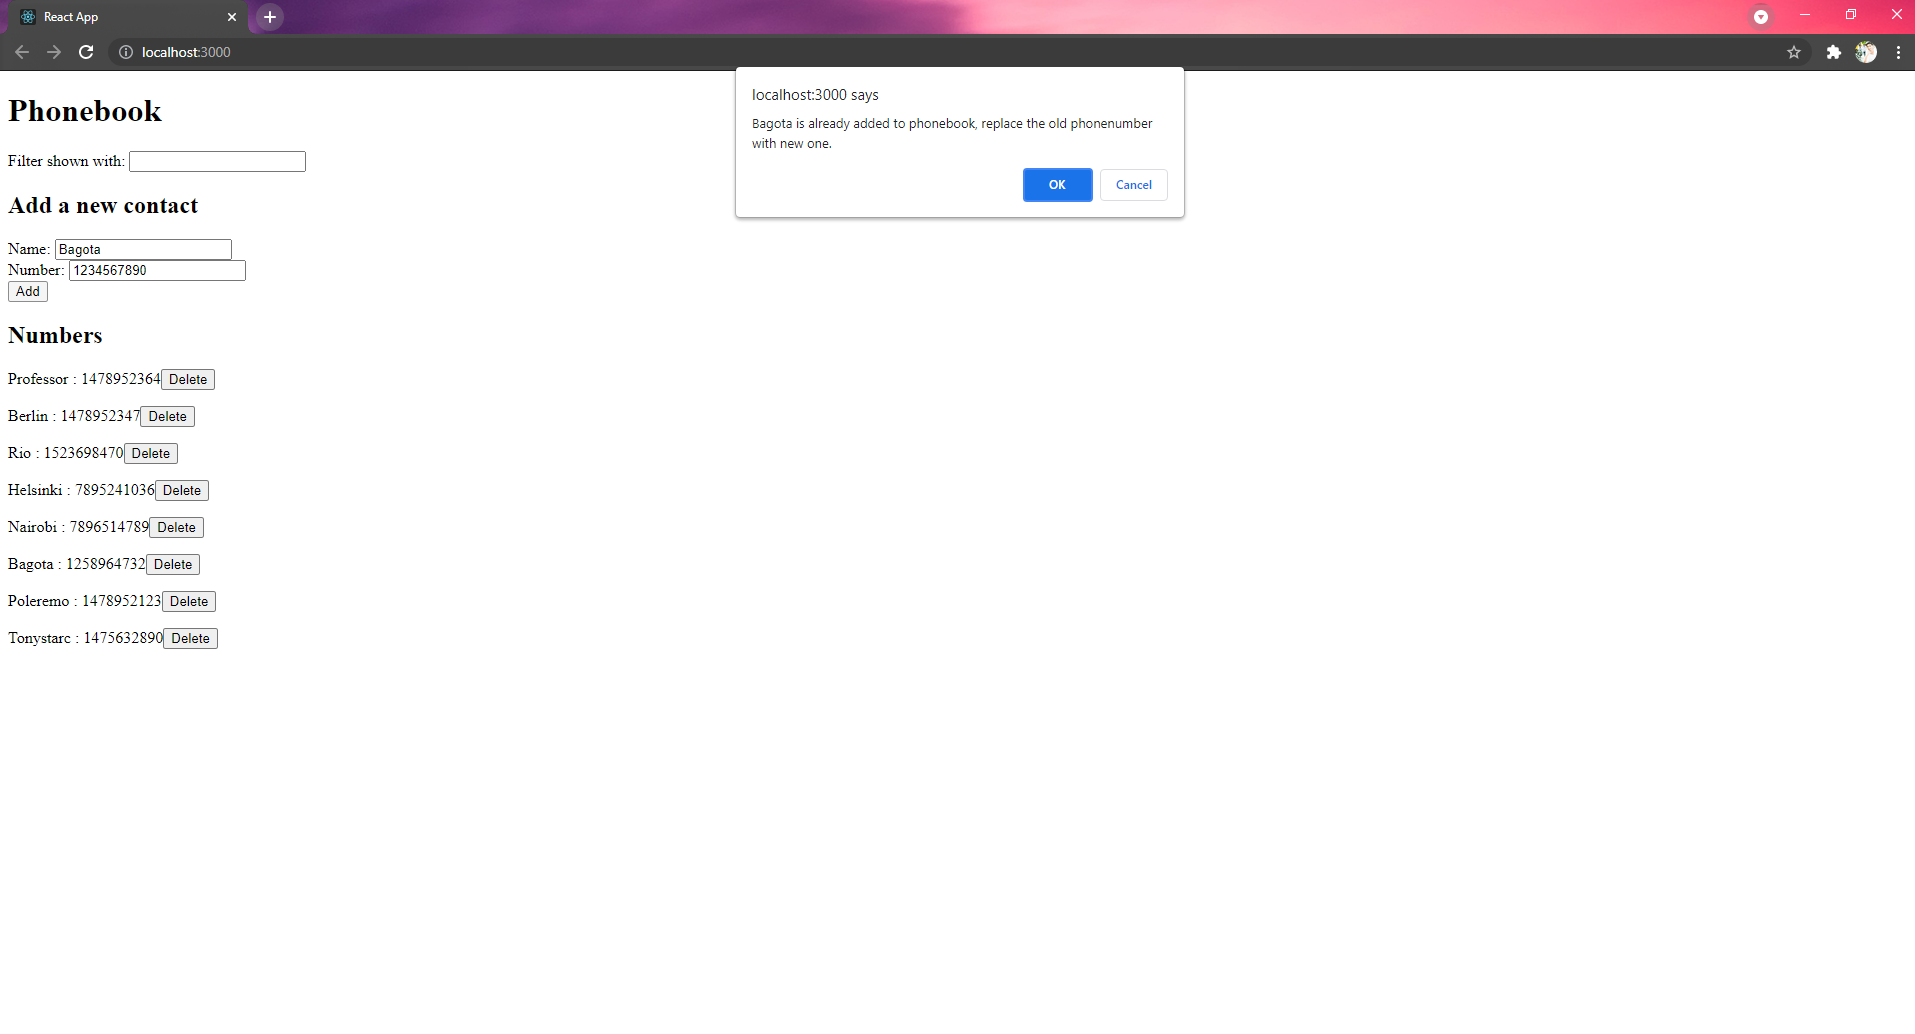 React App
localhost:3000
localhost:3000 says
Bagota is already added to phonebook, replace the old phonenumber
with new one.
OK Cancel
Phonebook
Filter shown with:
Add a new contact
Name: Bagota
Number: 1234567890
Add
Numbers
Professor : 1478952364 Delete
Berlin : 1478952347 Delete
Rio : 1523698470 Delete
Helsinki : 7895241036 Delete
Nairobi : 7896514789 Delete
Bagota : 1258964732 Delete
Poleremo : 1478952123 Delete
Tonystarc : 1475632890 Delete